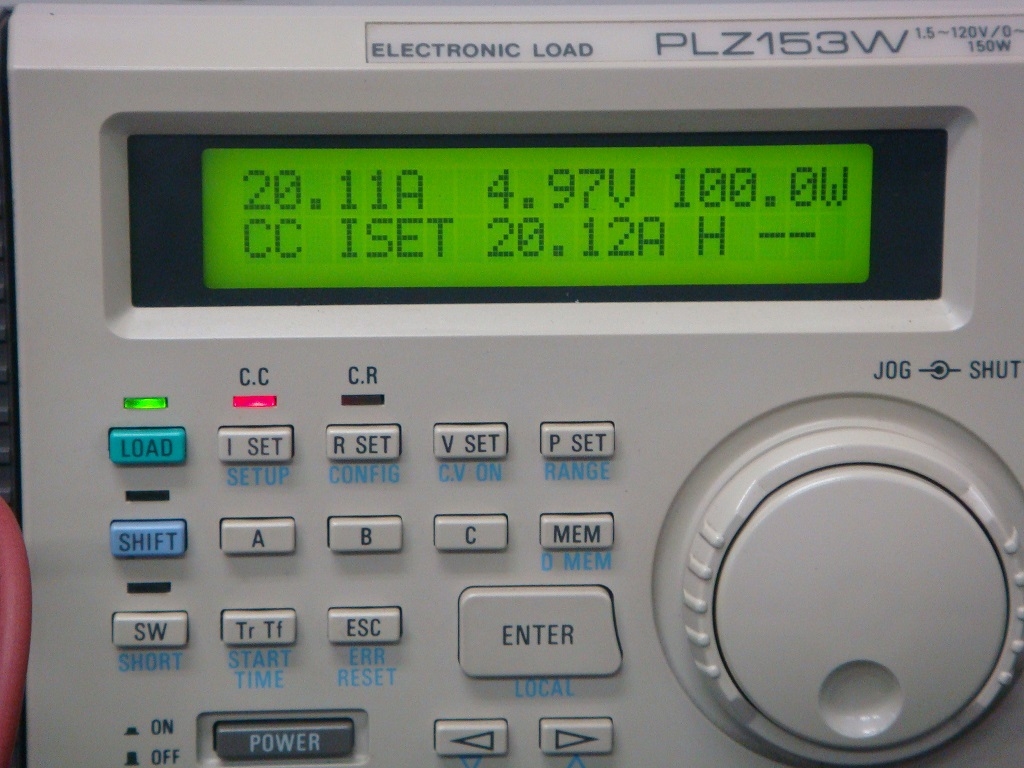 ELECTRONIC LOAD PLZ153W 1.5~120V/0~
150W
20.11A 4.97V 100.0W
CC ISET 20.12A H --
JOG SHUT
C.C C.R
LOAD I SET R SET V SET P SET
SETUP CONFIG C.V ON RANGE
SHIFT A B C MEM
D MEM
SW Tr Tf ESC ENTER
SHORT START ERR
TIME RESET LOCAL
ON
OFF
POWER